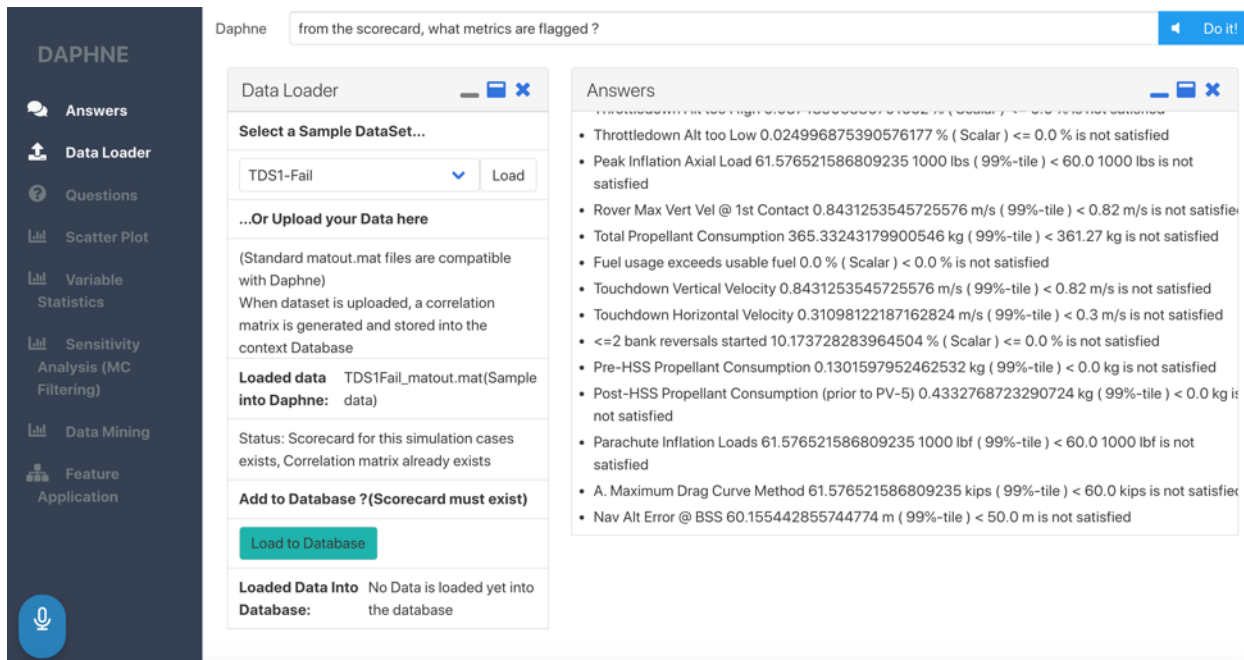 Daphne
from the scorecard, what metrics are flagged ?
Do it!
DAPHNE
Answers
Data Loader
Questions
Scatter Plot
Variable
Statistics
Sensitivity
Analysis (MC
Filtering)
Data Mining
Feature
Application
Data Loader
Select a Sample DataSet...
TDS1-Fail
Load
...Or Upload your Data here
(Standard matout.mat files are compatible
with Daphne)
When dataset is uploaded, a correlation
matrix is generated and stored into the
context Database
Loaded data TDS1Fail_matout.mat(Sample
into Daphne: data)
Status: Scorecard for this simulation cases
exists, Correlation matrix already exists
Add to Database ?(Scorecard must exist)
Load to Database
Loaded Data Into No Data is loaded yet into
Database: the database
Answers
• Throttledown Alt too Low 0.024996875390576177 % ( Scalar ) <= 0.0 % is not satisfied
• Peak Inflation Axial Load 61.576521586809235 1000 lbs ( 99%-tile ) < 60.0 1000 lbs is not
satisfied
• Rover Max Vert Vel @ 1st Contact 0.8431253545725576 m/s ( 99%-tile ) < 0.82 m/s is not satisfie
• Total Propellant Consumption 365.33243179900546 kg ( 99%-tile ) < 361.27 kg is not satisfied
• Fuel usage exceeds usable fuel 0.0 % ( Scalar ) < 0.0 % is not satisfied
• Touchdown Vertical Velocity 0.8431253545725576 m/s ( 99%-tile ) < 0.82 m/s is not satisfied
• Touchdown Horizontal Velocity 0.31098122187162824 m/s ( 99%-tile ) < 0.3 m/s is not satisfied
• <=2 bank reversals started 10.173728283964504 % ( Scalar ) <= 0.0 % is not satisfied
• Pre-HSS Propellant Consumption 0.1301597952462532 kg ( 99%-tile ) < 0.0 kg is not satisfied
• Post-HSS Propellant Consumption (prior to PV-5) 0.4332768723290724 kg ( 99%-tile ) < 0.0 kg is
not satisfied
• Parachute Inflation Loads 61.576521586809235 1000 lbf ( 99%-tile ) < 60.0 1000 lbf is not
satisfied
• A. Maximum Drag Curve Method 61.576521586809235 kips ( 99%-tile ) < 60.0 kips is not satisfied
• Nav Alt Error @ BSS 60.155442855744774 m ( 99%-tile ) < 50.0 m is not satisfied